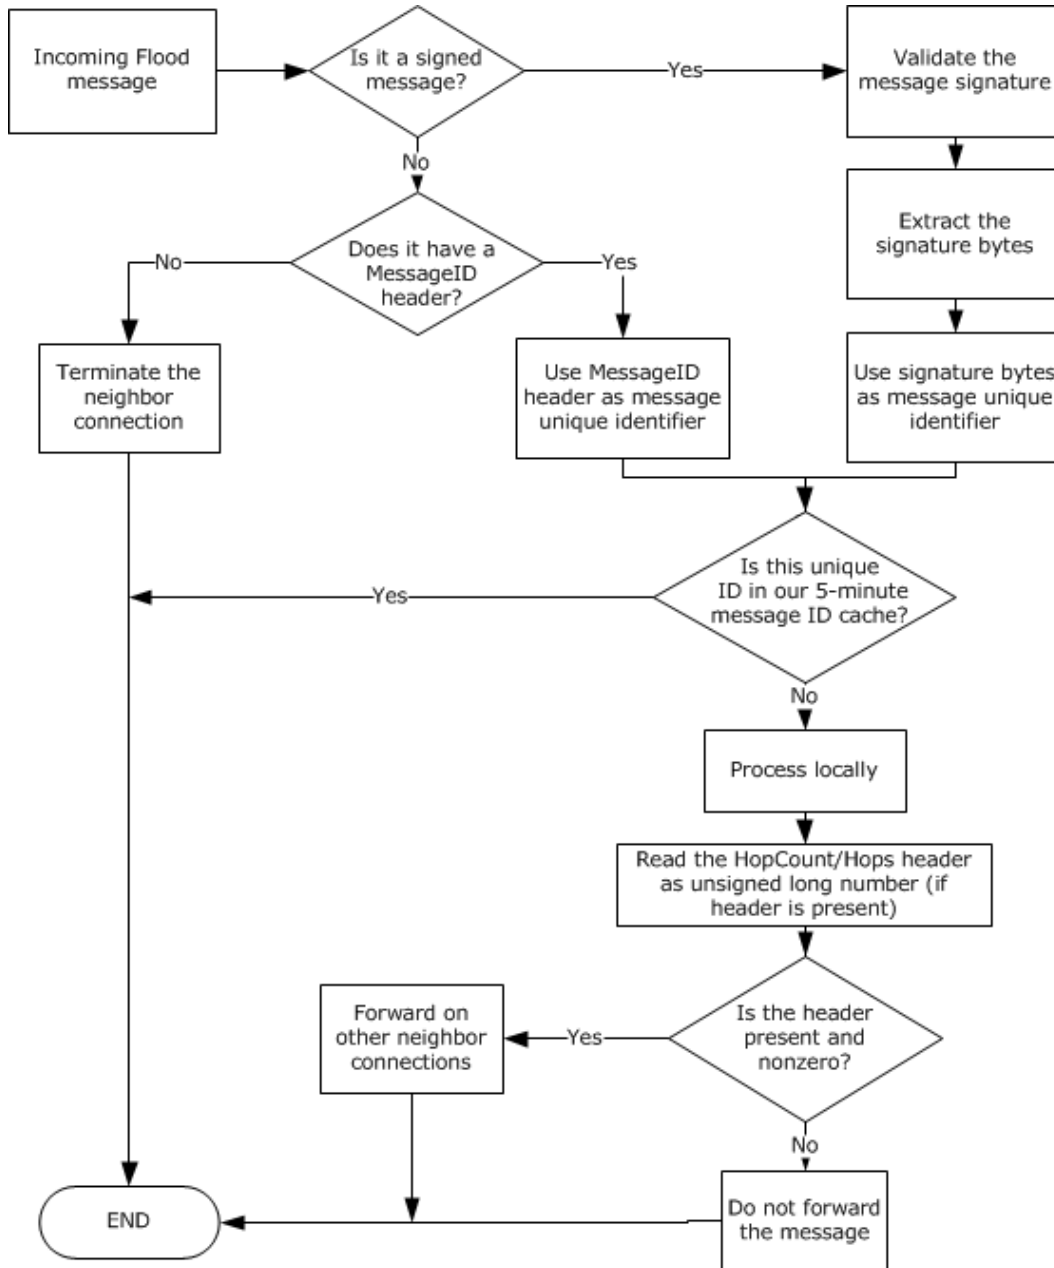 Incoming Flood
message
Is it a signed
message?
Yes
Validate the
message signature
No
Extract the
signature bytes
Does it have a
MessageID
header?
No
Yes
Terminate the
neighbor
connection
Use MessageID
header as message
unique identifier
Use signature bytes
as message unique
identifier
Is this unique
ID in our 5-minute
message ID cache?
Yes
No
Process locally
Read the HopCount/Hops header
as unsigned long number (if
header is present)
Is the header
present and
nonzero?
Yes
Forward on
other neighbor
connections
No
Do not forward
the message
END